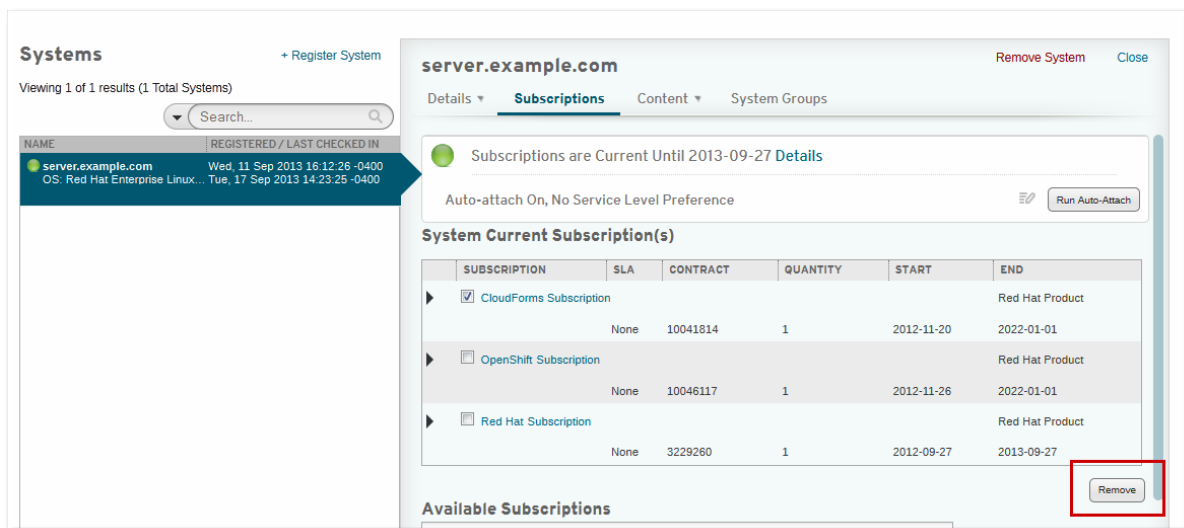 Systems
+ Register System
Viewing 1 of 1 results (1 Total Systems)
Search...
NAME REGISTERED / LAST CHECKED IN
server.example.com Wed, 11 Sep 2013 16:12:26 -0400
OS: Red Hat Enterprise Linux... Tue, 17 Sep 2013 14:23:25 -0400
server.example.com
Remove System Close
Details Subscriptions Content System Groups
Subscriptions are Current Until 2013-09-27 Details
Auto-attach On, No Service Level Preference
Run Auto-Attach
System Current Subscription(s)
SUBSCRIPTION SLA CONTRACT QUANTITY START END
CloudForms Subscription Red Hat Product
None 10041814 1 2012-11-20 2022-01-01
OpenShift Subscription Red Hat Product
None 10046117 1 2012-11-26 2022-01-01
Red Hat Subscription Red Hat Product
None 3229260 1 2012-09-27 2013-09-27
Remove
Available Subscriptions